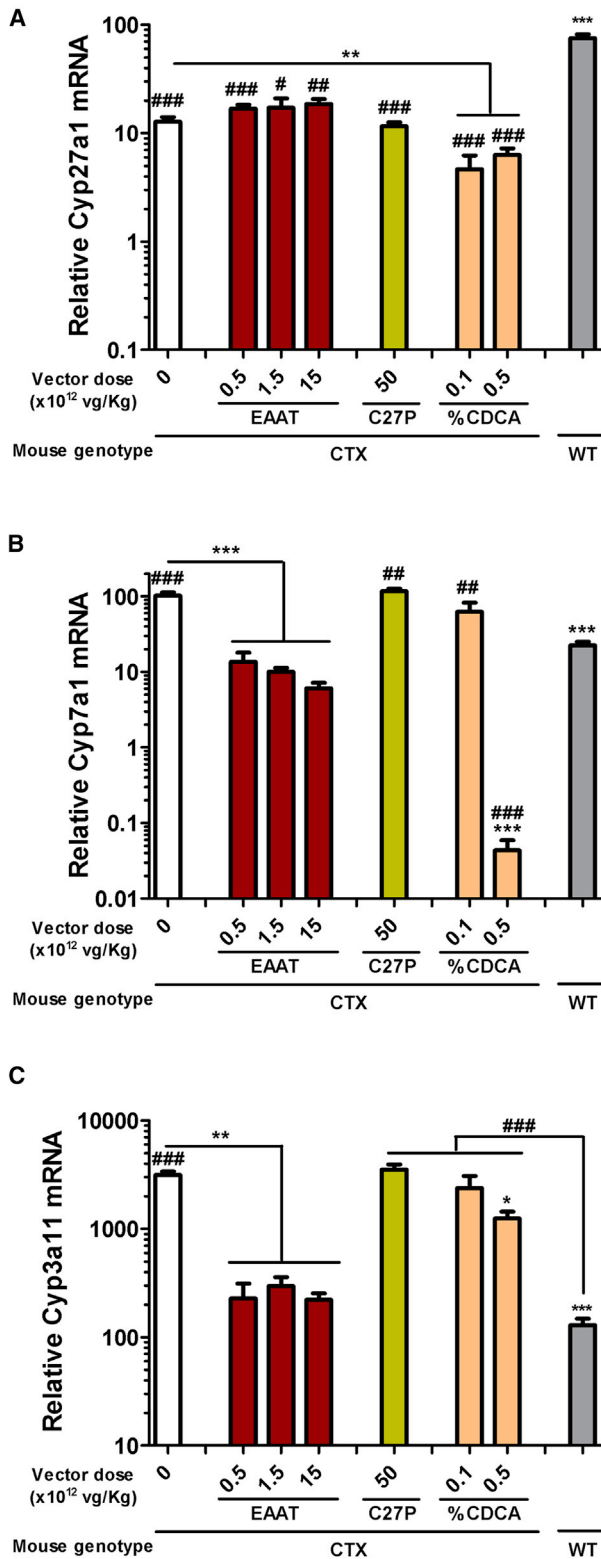 A
Relative Cyp27a1 mRNA
100
10
1
0.1
**
***
###
###
#
##
###
###
###
Vector dose
(x10¹² vg/Kg)
0
0.5
1.5
15
50
0.1
0.5
EAAT
C27P
%CDCA
Mouse genotype
CTX
WT
B
Relative Cyp7a1 mRNA
100
10
1
0.1
0.01
***
###
##
##
***
###
***
Vector dose
(x10¹² vg/Kg)
0
0.5
1.5
15
50
0.1
0.5
EAAT
C27P
%CDCA
Mouse genotype
CTX
WT
C
Relative Cyp3a11 mRNA
10000
1000
100
10
###
**
###
*
***
Vector dose
(x10¹² vg/Kg)
0
0.5
1.5
15
50
0.1
0.5
EAAT
C27P
%CDCA
Mouse genotype
CTX
WT